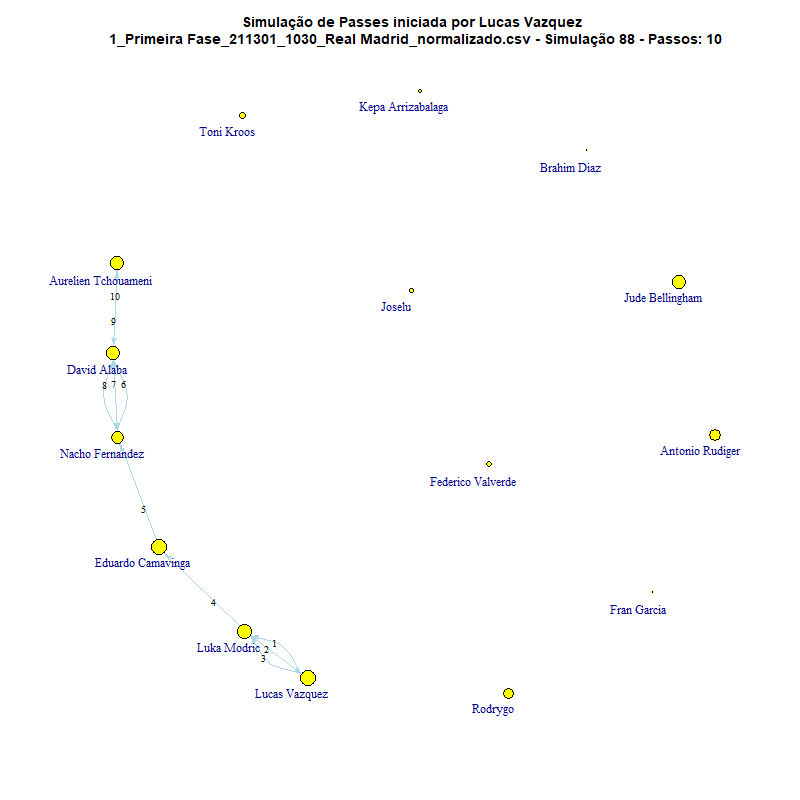 Simulação de Passes iniciada por Lucas Vazquez
1_Primeira Fase_211301_1030_Real Madrid_normalizado.csv - Simulação 88 - Passos: 10
Kepa Arrizabalaga
Toni Kroos
Brahim Diaz
Aurelien Tchouameni
10
Jude Bellingham
Joselu
9
David Alaba
8 7 6
Nacho Fernandez
Antonio Rudiger
Federico Valverde
5
Eduardo Camavinga
4
Fran Garcia
Luka Modric
1
2
3
Lucas Vazquez
Rodrygo